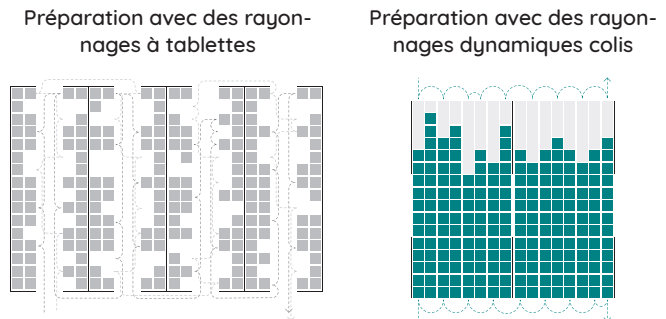 Préparation avec des rayon-
nages à tablettes
Préparation avec des rayon-
nages dynamiques colis